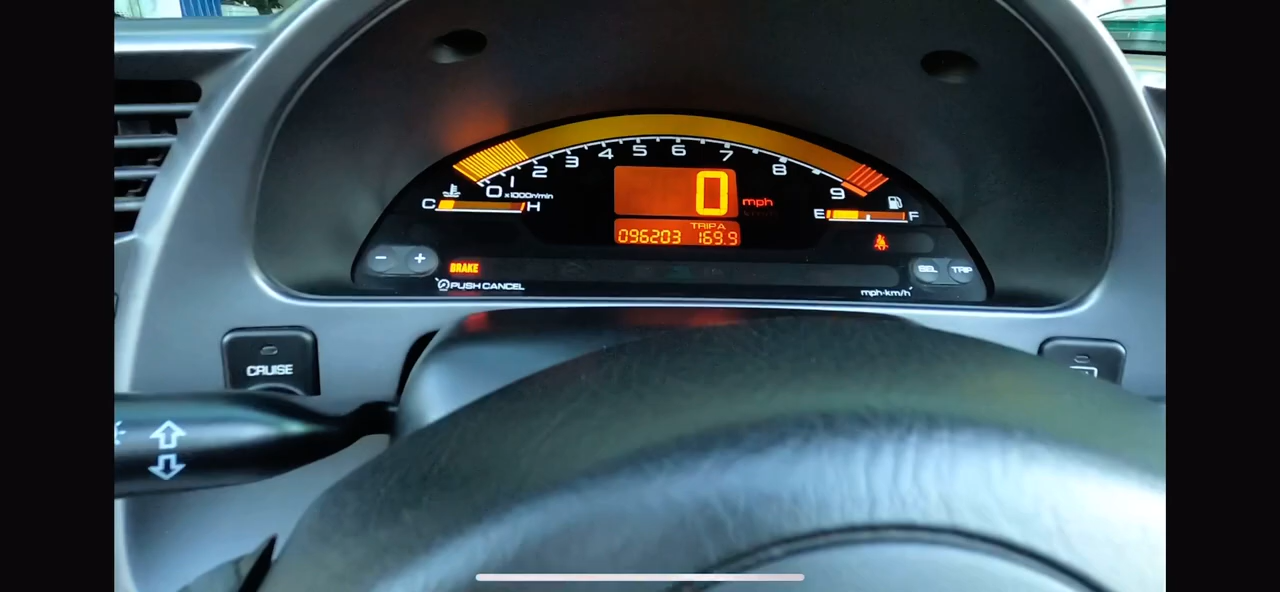 0 1 2 3 4 5 6 7 8 9
x1000r/min
C H
0 mph
E F
TRIP A
096203 169.9
- +
BRAKE
SEL TRIP
PUSH CANCEL
mph·km/h
CRUISE